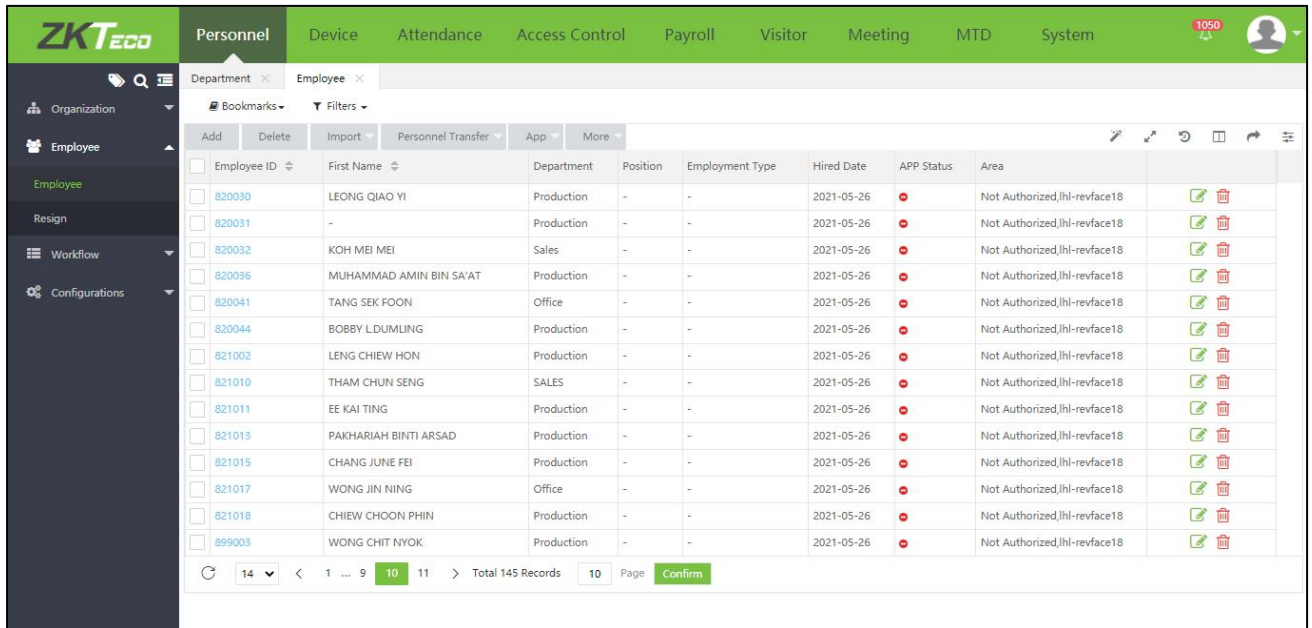 ZKTeco Personnel Device Attendance Access Control Payroll Visitor Meeting MTD System 1050
Department Employee
Organization
Bookmarks Filters
Employee
Add Delete Import Personnel Transfer App More
Employee ID First Name Department Position Employment Type Hired Date APP Status Area
Employee
Resign
Workflow
Configurations
820030 LEONG QIAO YI Production - - 2021-05-26 Not Authorized,lhl-revface18
820031 - Production - - 2021-05-26 Not Authorized,lhl-revface18
820032 KOH MEI MEI Sales - - 2021-05-26 Not Authorized,lhl-revface18
820036 MUHAMMAD AMIN BIN SA'AT Production - - 2021-05-26 Not Authorized,lhl-revface18
820041 TANG SEK FOON Office - - 2021-05-26 Not Authorized,lhl-revface18
820044 BOBBY L.DUMLING Production - - 2021-05-26 Not Authorized,lhl-revface18
821002 LENG CHIEW HON Production - - 2021-05-26 Not Authorized,lhl-revface18
821010 THAM CHUN SENG SALES - - 2021-05-26 Not Authorized,lhl-revface18
821011 EE KAI TING Production - - 2021-05-26 Not Authorized,lhl-revface18
821013 PAKHARIAH BINTI ARSAD Production - - 2021-05-26 Not Authorized,lhl-revface18
821015 CHANG JUNE FEI Production - - 2021-05-26 Not Authorized,lhl-revface18
821017 WONG JIN NING Office - - 2021-05-26 Not Authorized,lhl-revface18
821018 CHIEW CHOON PHIN Production - - 2021-05-26 Not Authorized,lhl-revface18
899003 WONG CHIT NYOK Production - - 2021-05-26 Not Authorized,lhl-revface18
14 < 1 ... 9 10 11 > Total 145 Records 10 Page Confirm